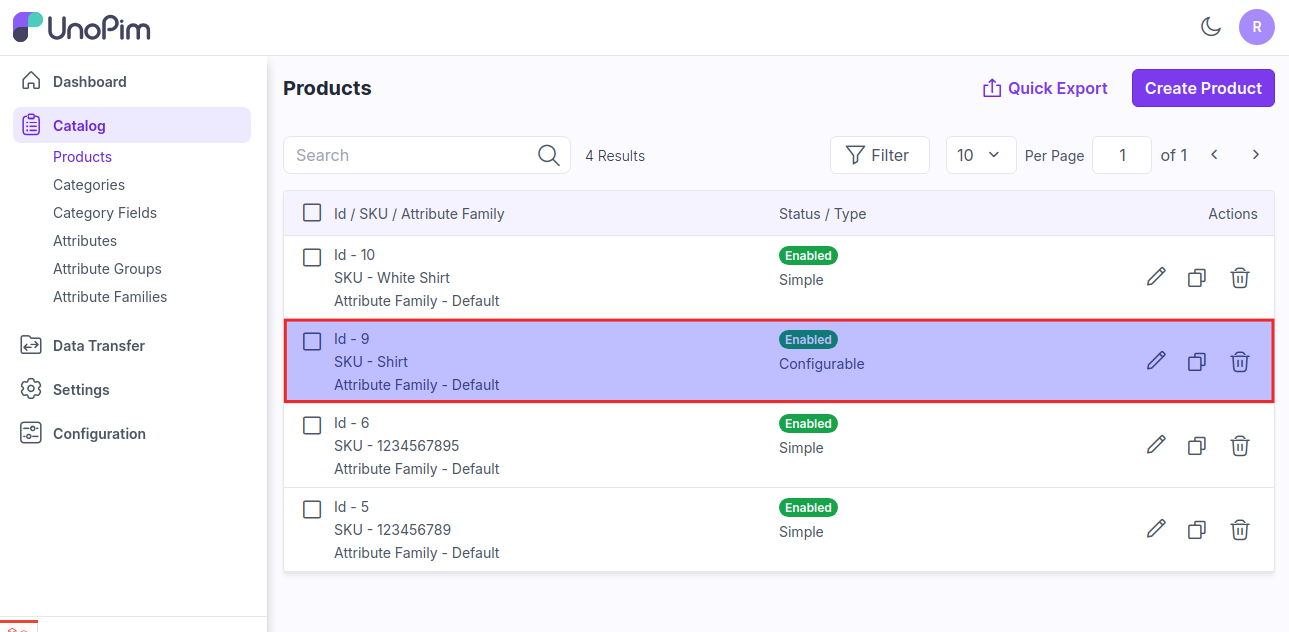 UnoPim
R
Dashboard
Catalog
Products
Categories
Category Fields
Attributes
Attribute Groups
Attribute Families
Data Transfer
Settings
Configuration
Products
Quick Export
Create Product
Search
4 Results
Filter
10
Per Page
1
of 1
Id / SKU / Attribute Family
Status / Type
Actions
Id - 10
SKU - White Shirt
Attribute Family - Default
Enabled
Simple
Id - 9
SKU - Shirt
Attribute Family - Default
Enabled
Configurable
Id - 6
SKU - 1234567895
Attribute Family - Default
Enabled
Simple
Id - 5
SKU - 123456789
Attribute Family - Default
Enabled
Simple